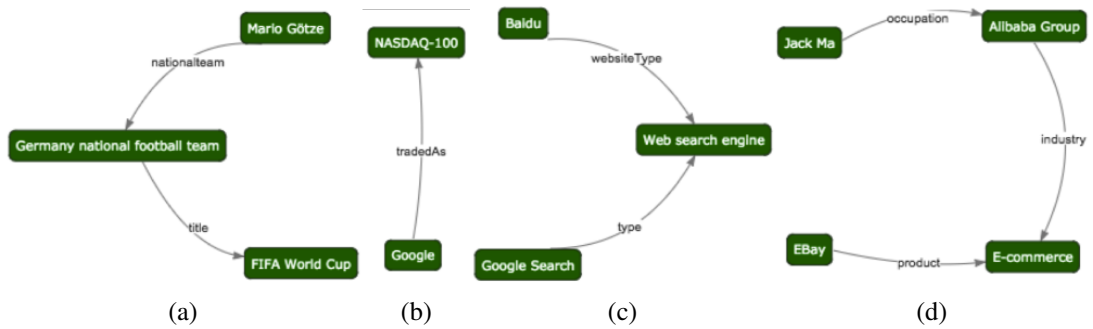 Mario Götze
nationalteam
Germany national football team
title
FIFA World Cup
(a)
NASDAQ-100
tradedAs
Google
(b)
Baidu
websiteType
Web search engine
type
Google Search
(c)
Jack Ma
occupation
Alibaba Group
industry
EBay
product
E-commerce
(d)